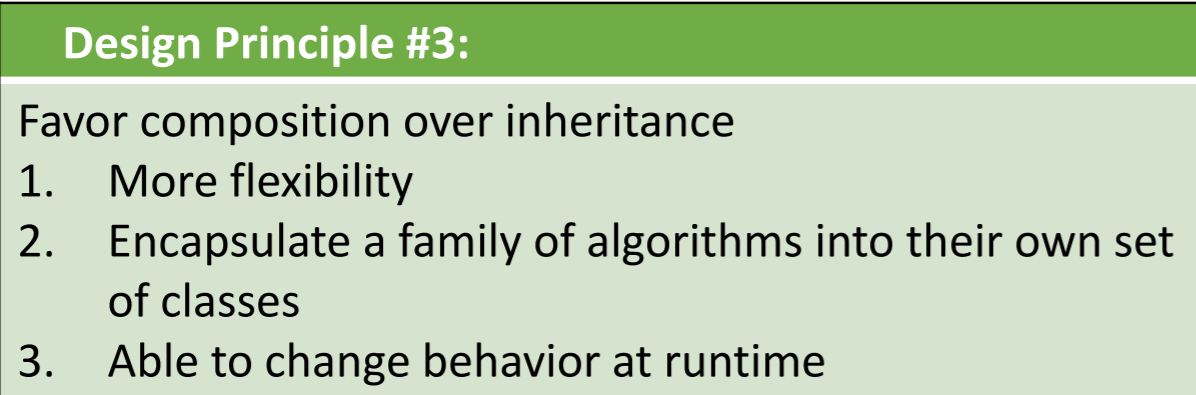 Design Principle #3:
Favor composition over inheritance
1. More flexibility
2. Encapsulate a family of algorithms into their own set
of classes
3. Able to change behavior at runtime